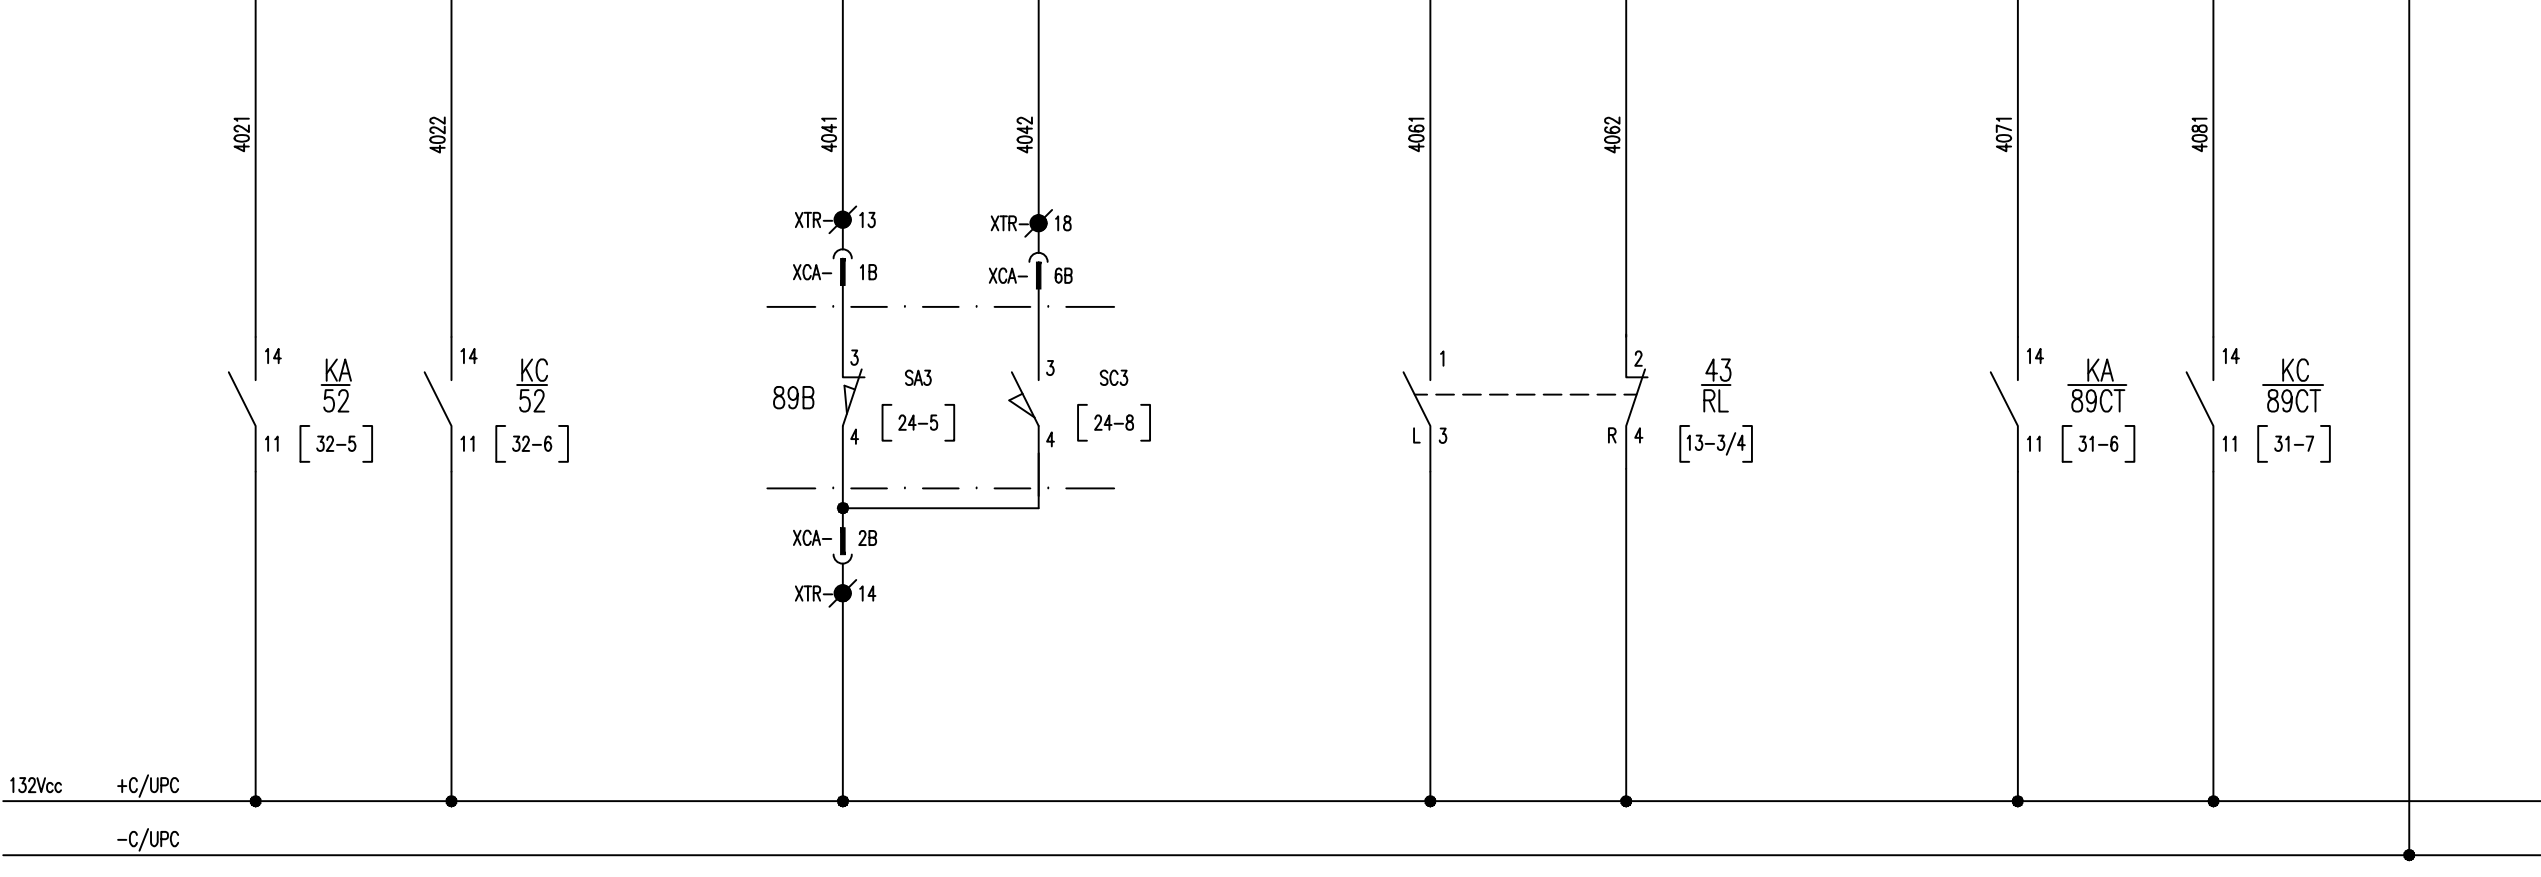 4021
4022
4041
4042
4061
4062
4071
4081
XTR- 13
XTR- 18
XCA- 1B
XCA- 6B
14
KA
52
11
[32-5]
14
KC
52
11
[32-6]
89B
3
SA3
4
[24-5]
3
SC3
4
[24-8]
1
L 3
2
R 4
43
RL
[13-3/4]
14
KA
89CT
11
[31-6]
14
KC
89CT
11
[31-7]
XCA- 2B
XTR- 14
132Vcc +C/UPC
-C/UPC